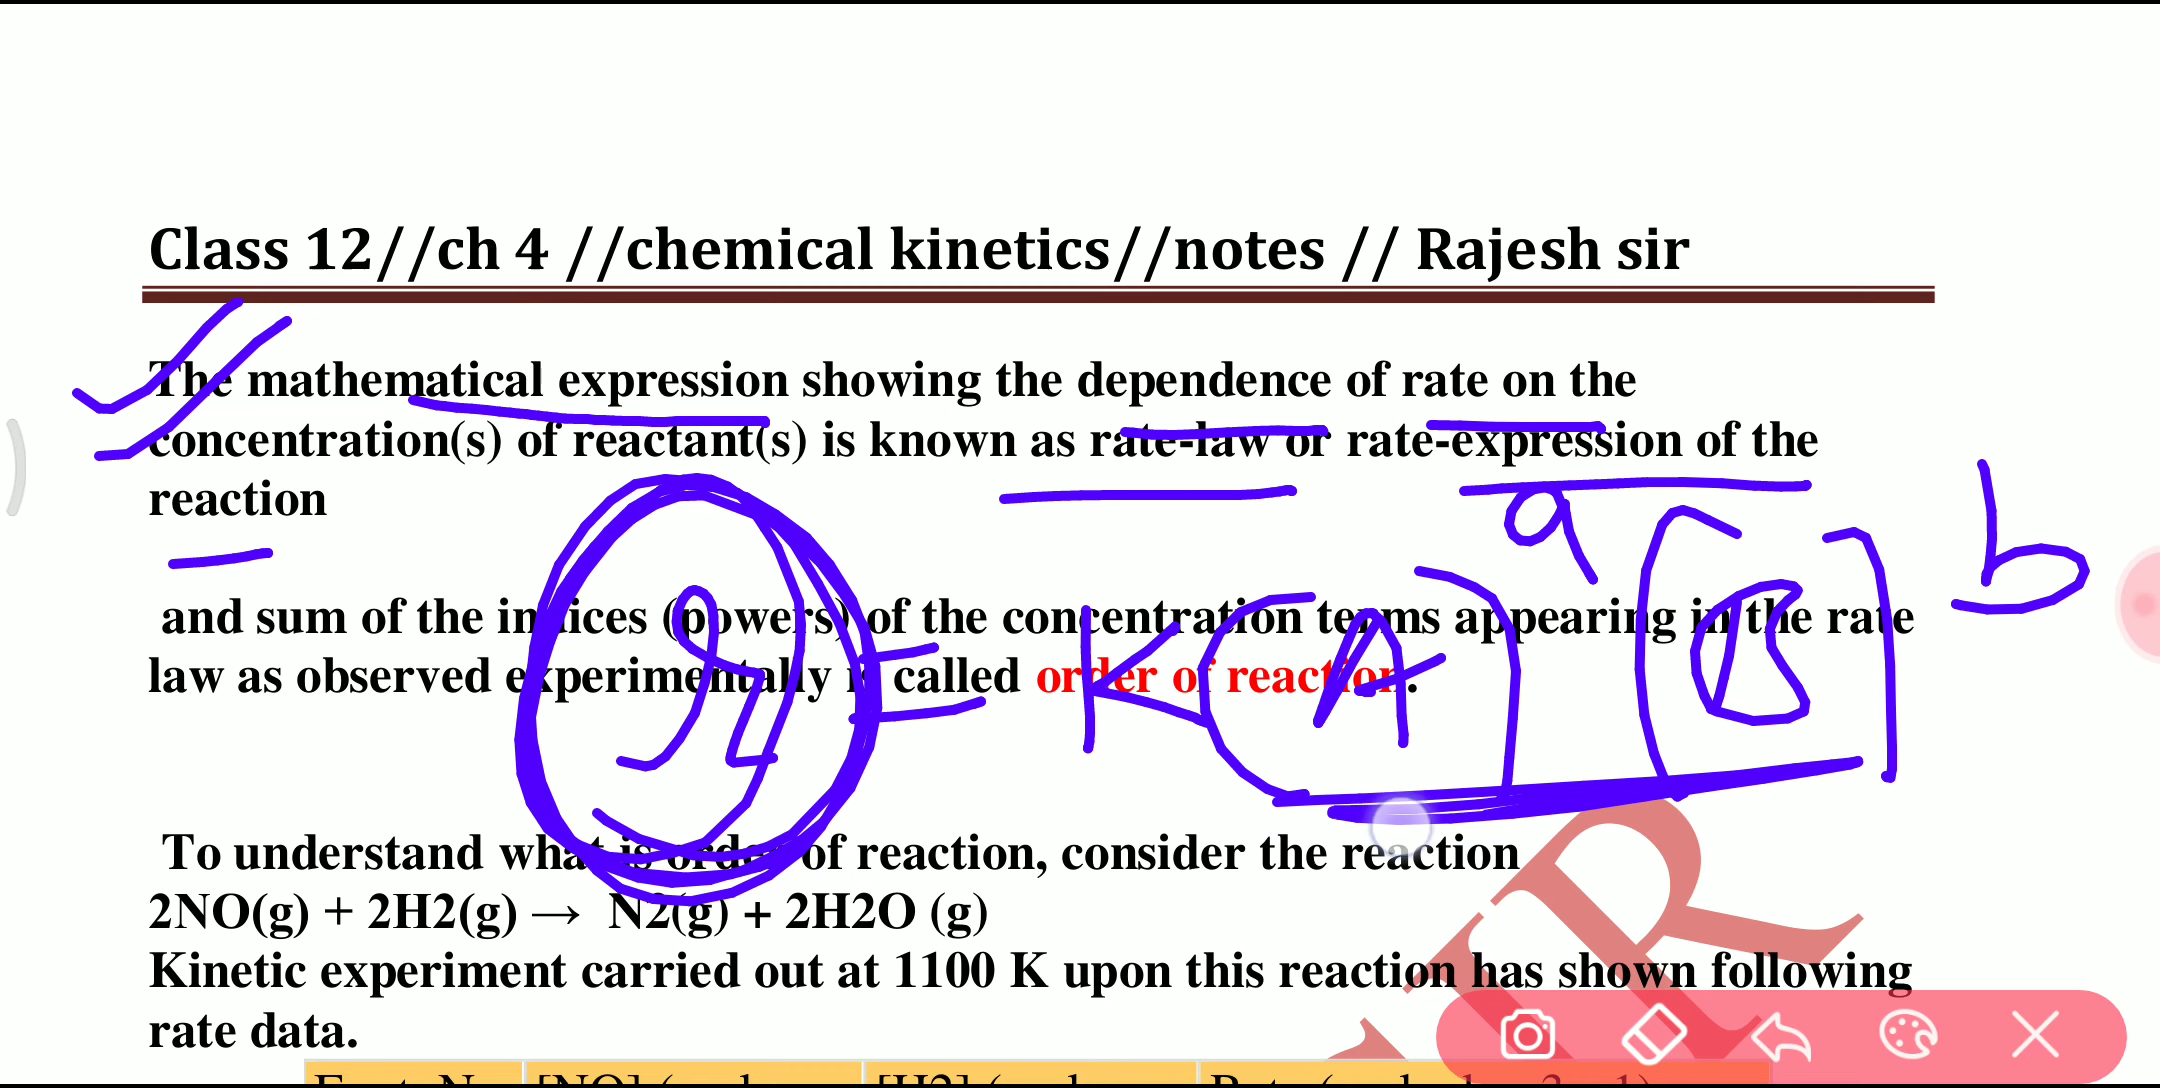 Class 12//ch 4 //chemical kinetics//notes // Rajesh sir
The mathematical expression showing the dependence of rate on the
concentration(s) of reactant(s) is known as rate-law or rate-expression of the
reaction
and sum of the indices (powers) of the concentration terms appearing in the rate
law as observed experimentally is called order of reaction.
= K (A)a [B]b
To understand what is order of reaction, consider the reaction
2NO(g) + 2H2(g) → N2(g) + 2H2O (g)
Kinetic experiment carried out at 1100 K upon this reaction has shown following
rate data.